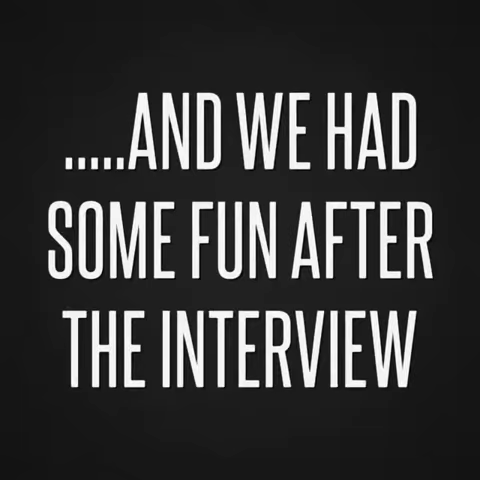 .....AND WE HAD
SOME FUN AFTER
THE INTERVIEW